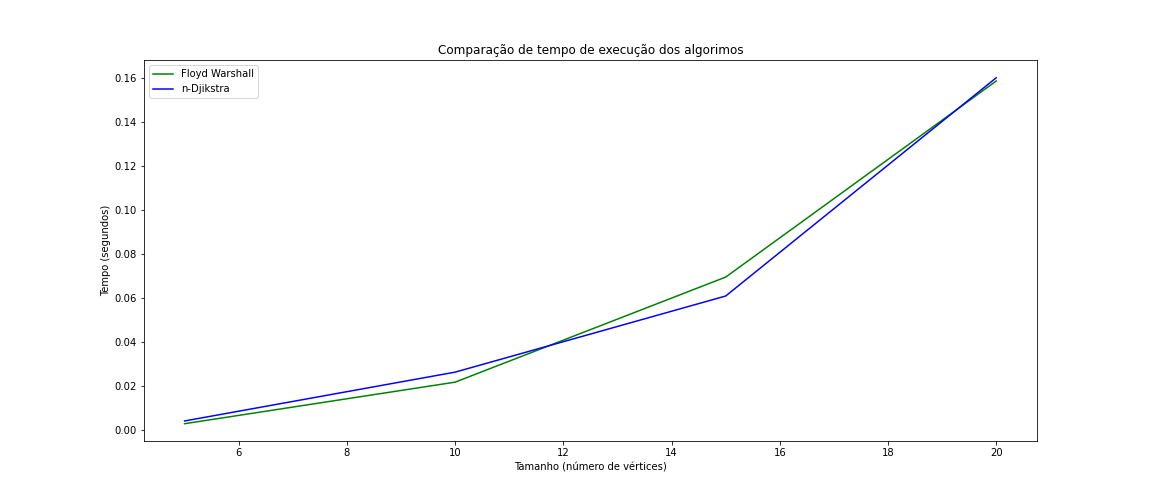 Comparação de tempo de execução dos algorimos
Floyd Warshall
n-Djikstra
0.16
0.14
0.12
0.10
0.08
0.06
0.04
0.02
0.00
Tempo (segundos)
6 8 10 12 14 16 18 20
Tamanho (número de vértices)